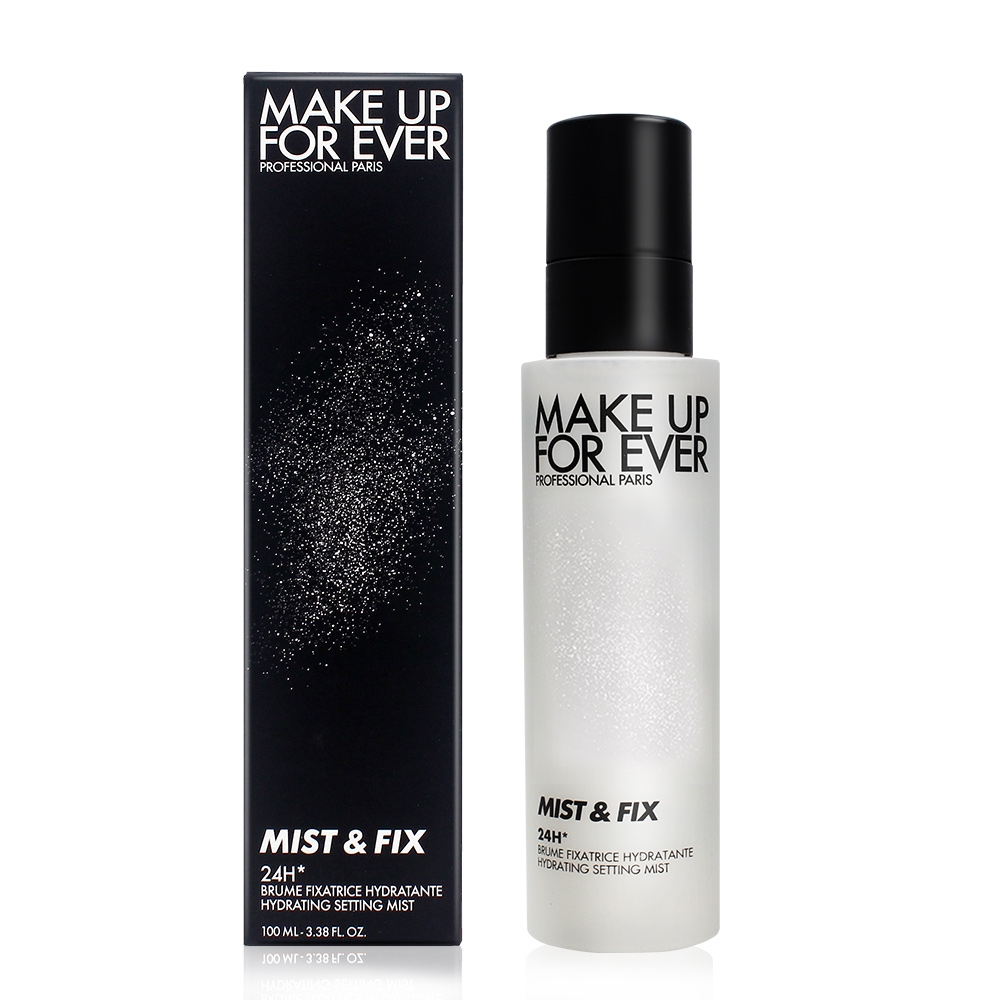 MAKE UP
FOR EVER
PROFESSIONAL PARIS
MIST & FIX
24H*
BRUME FIXATRICE HYDRATANTE
HYDRATING SETTING MIST
100 ML - 3.38 FL. OZ.
MAKE UP
FOR EVER
PROFESSIONAL PARIS
MIST & FIX
24H*
BRUME FIXATRICE HYDRATANTE
HYDRATING SETTING MIST